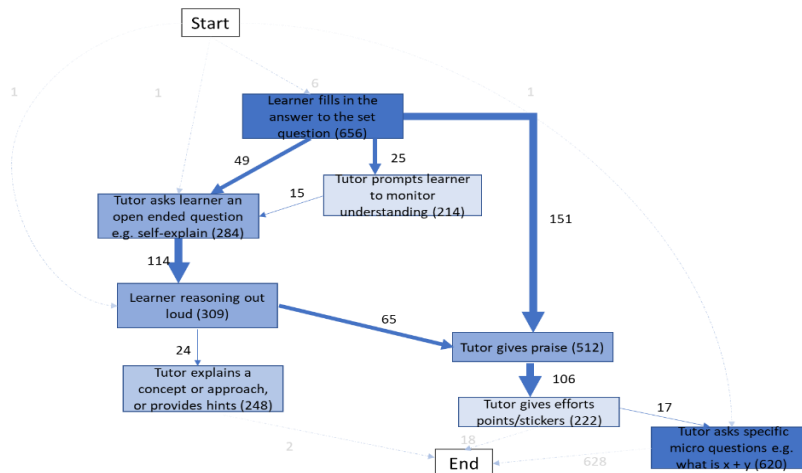 Start
1
1
6
1
Learner fills in the
answer to the set
question (656)
49
25
Tutor prompts learner
to monitor
understanding (214)
15
151
Tutor asks learner an
open ended question
e.g. self-explain (284)
114
Learner reasoning out
loud (309)
65
Tutor gives praise (512)
24
106
Tutor explains a
concept or approach,
or provides hints (248)
Tutor gives efforts
points/stickers (222)
17
Tutor asks specific
micro questions e.g.
what is x + y (620)
2
18
628
End